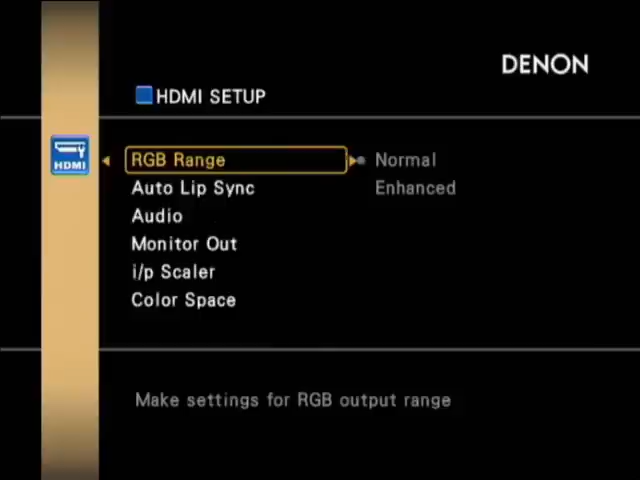 DENON
HDMI SETUP
HDMI
RGB Range
Normal
Auto Lip Sync
Enhanced
Audio
Monitor Out
i/p Scaler
Color Space
Make settings for RGB output range